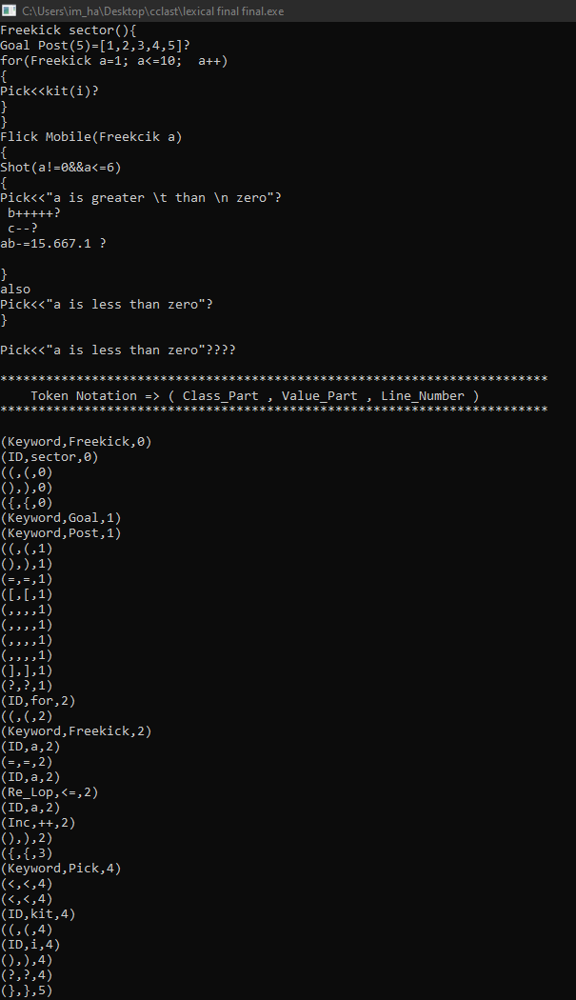 C:\Users\im_ha\Desktop\cclast\lexical final final.exe
Freekick sector(){
Goal Post(5)=[1,2,3,4,5]?
for(Freekick a=1; a<=10;  a++)
{
Pick<<kit(i)?
}
}
Flick Mobile(Freekcik a)
{
Shot(a!=0&&a<=6)
{
Pick<<"a is greater \t than \n zero"?
 b+++++?
 c--?
ab-=15.667.1 ?

}
also
Pick<<"a is less than zero"?
}

Pick<<"a is less than zero"????

************************************************************************
    Token Notation => ( Class_Part , Value_Part , Line_Number )
************************************************************************

(Keyword,Freekick,0)
(ID,sector,0)
((,(,0)
(),),0)
({,{,0)
(Keyword,Goal,1)
(Keyword,Post,1)
((,(,1)
(),),1)
(=,=,1)
([,[,1)
(,,,,1)
(,,,,1)
(,,,,1)
(,,,,1)
(],],1)
(?,?,1)
(ID,for,2)
((,(,2)
(Keyword,Freekick,2)
(ID,a,2)
(=,=,2)
(ID,a,2)
(Re_Lop,<=,2)
(ID,a,2)
(Inc,++,2)
(),),2)
({,{,3)
(Keyword,Pick,4)
(<,<,4)
(<,<,4)
(ID,kit,4)
((,(,4)
(ID,i,4)
(),),4)
(?,?,4)
(},},5)